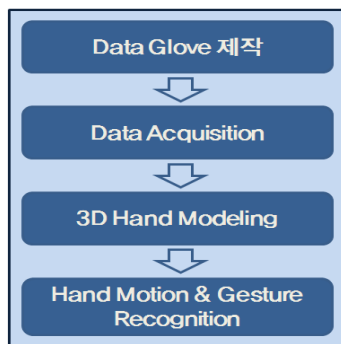 Data Glove 제작
Data Acquisition
3D Hand Modeling
Hand Motion & Gesture
Recognition